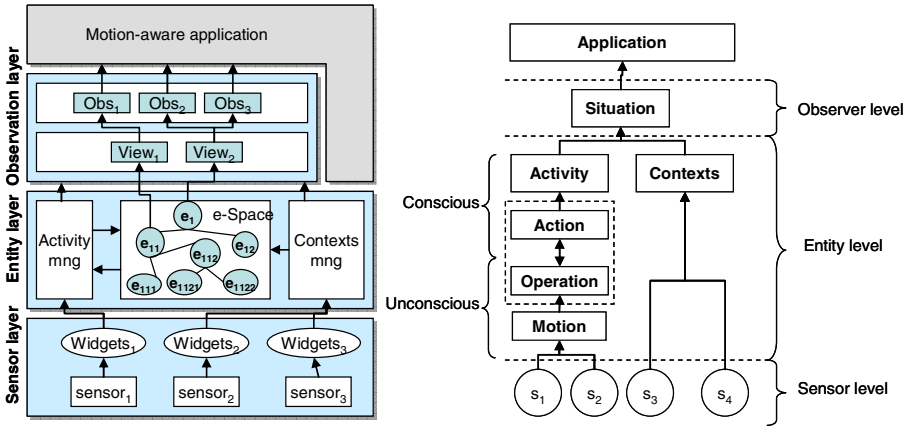 Motion-aware application
Observation layer
Obs1 Obs2 Obs3
View1 View2
Entity layer
Activity
mng
e-Space
e1
e11
e12
e112
e111
e1121
e1122
Contexts
mng
Sensor layer
Widgets1 Widgets2 Widgets3
sensor1 sensor2 sensor3
Application
Situation
Observer level
Activity
Contexts
Conscious
Action
Entity level
Operation
Unconscious
Motion
s1 s2 s3 s4
Sensor level